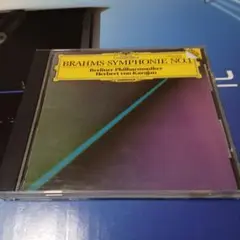 BRAHMS·SYMPHONIE NO.1
Berliner Philharmoniker
Herbert von Karajan